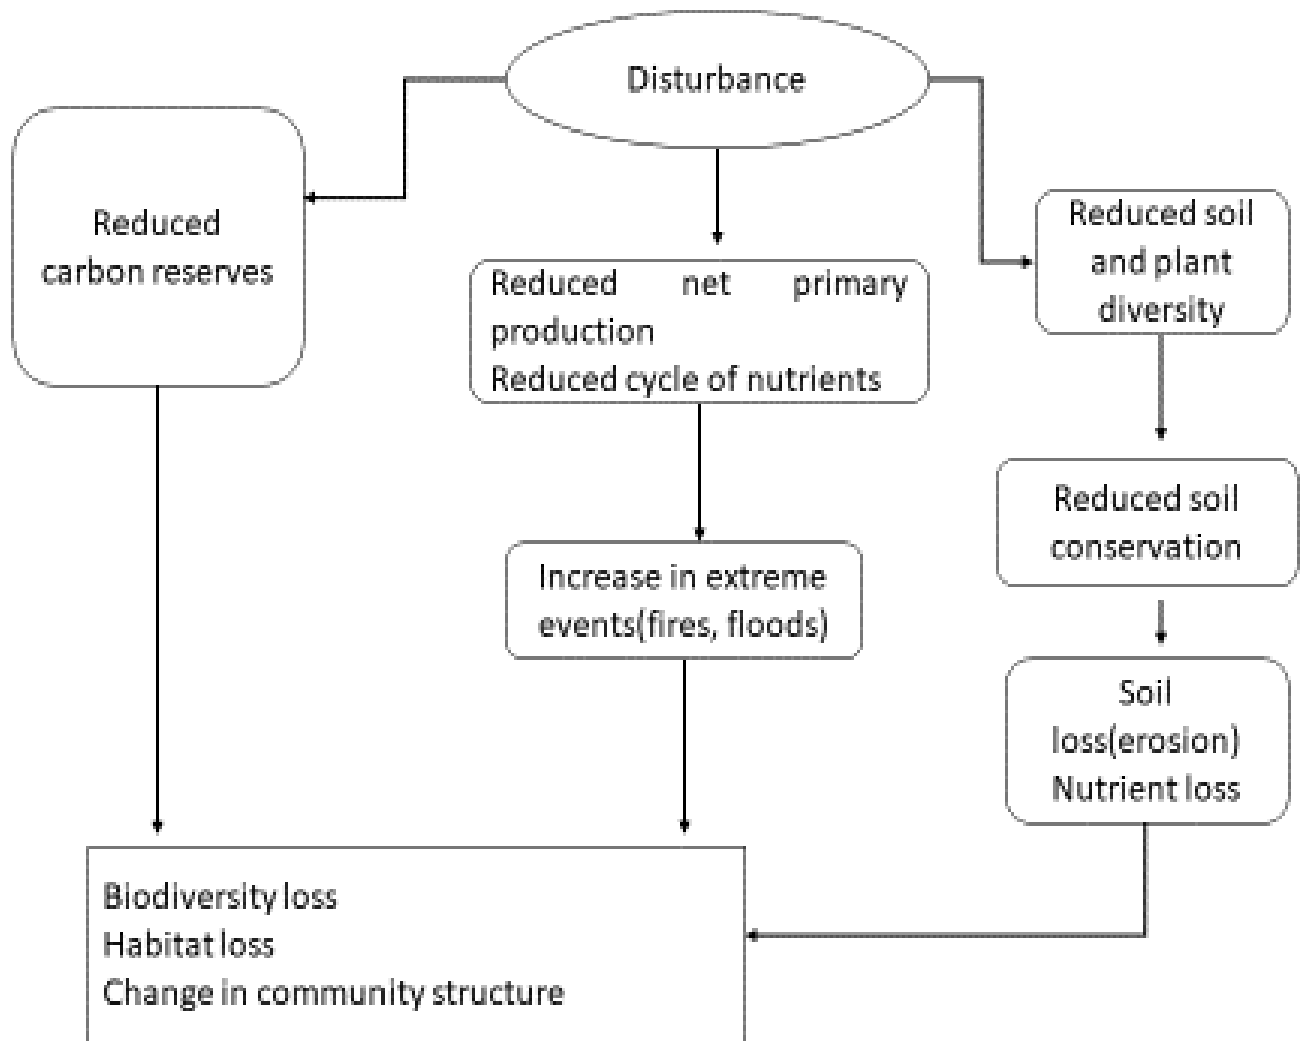 Disturbance
Reduced
carbon reserves
Reduced net primary
production
Reduced cycle of nutrients
Reduced soil
and plant
diversity
Increase in extreme
events(fires, floods)
Reduced soil
conservation
Soil
loss(erosion)
Nutrient loss
Biodiversity loss
Habitat loss
Change in community structure